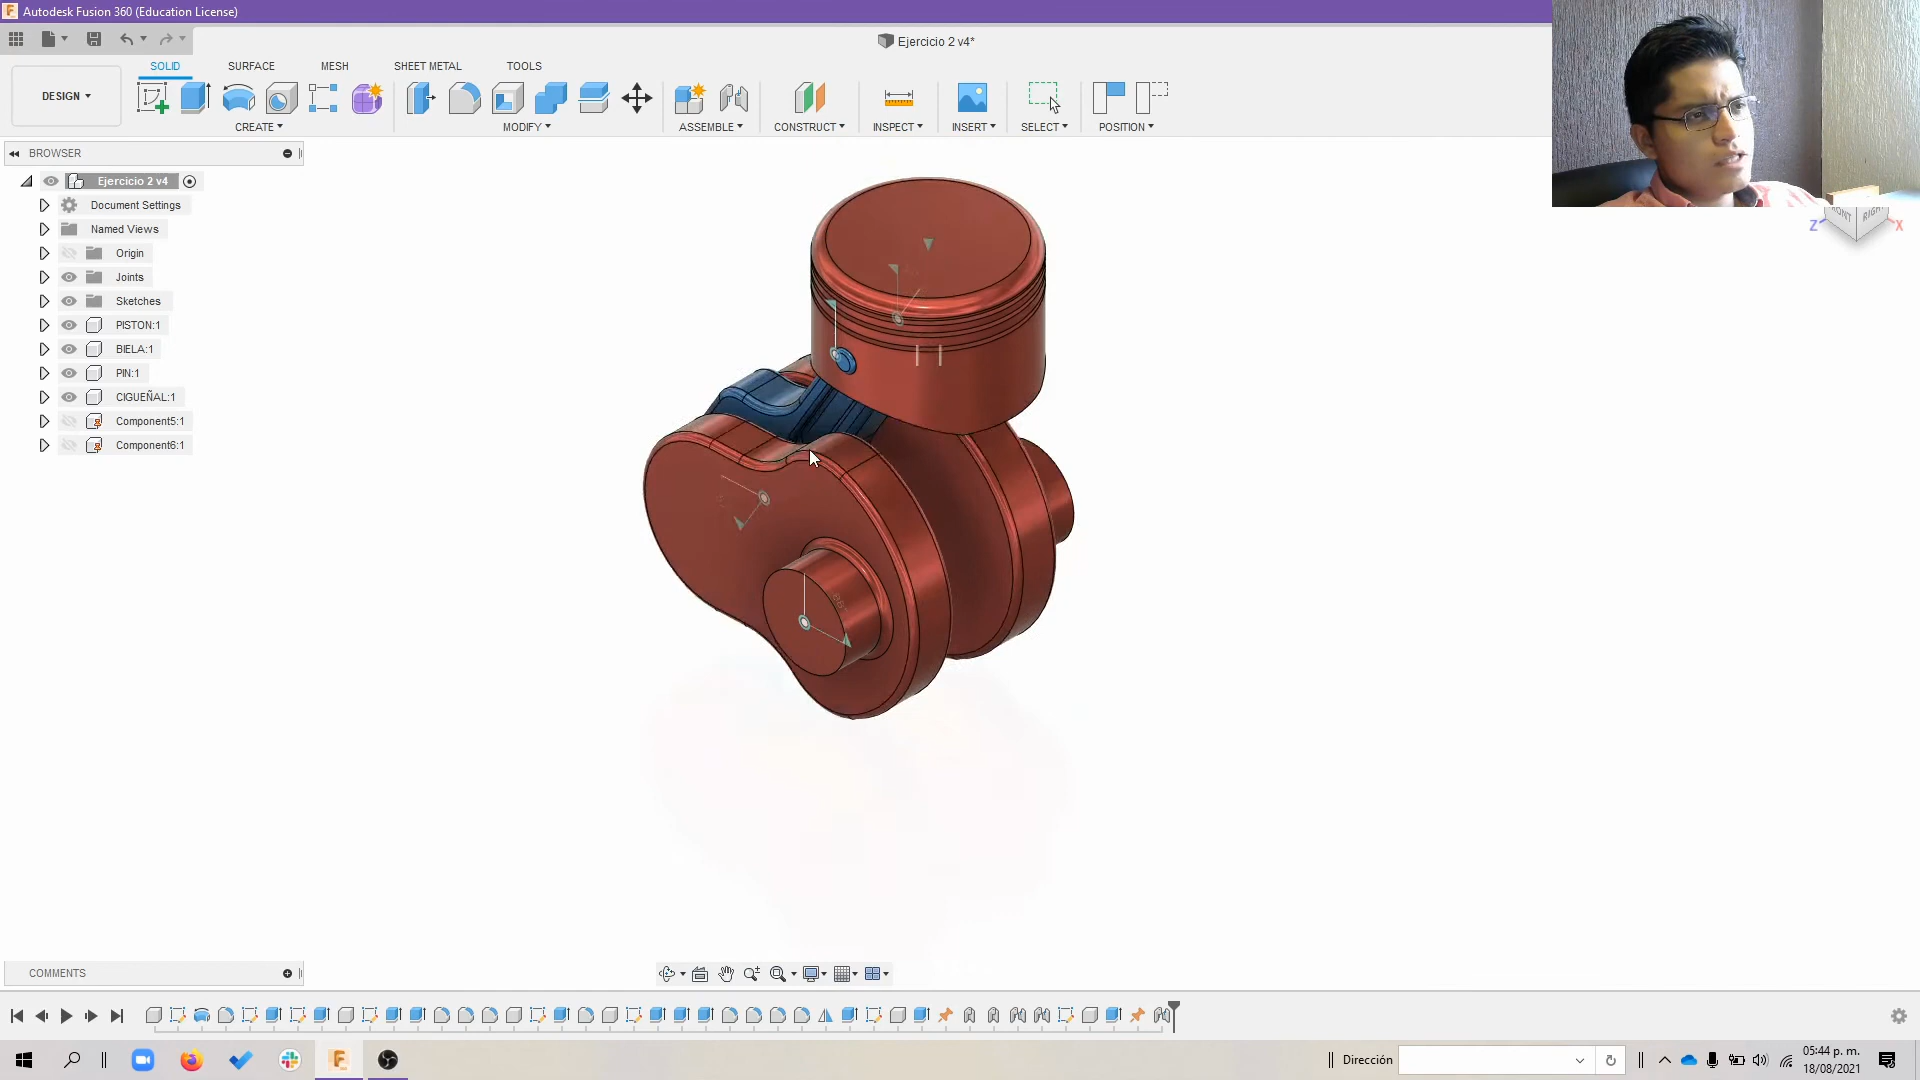 Autodesk Fusion 360 (Education License)
Ejercicio 2 v4*
DESIGN
SOLID
SURFACE
MESH
SHEET METAL
TOOLS
CREATE
MODIFY
ASSEMBLE
CONSTRUCT
INSPECT
INSERT
SELECT
POSITION
BROWSER
Ejercicio 2 v4
Document Settings
Named Views
Origin
Joints
Sketches
PISTON:1
BIELA:1
PIN:1
CIGUEÑAL:1
Component5:1
Component6:1
RIGHT
Z
X
COMMENTS
Dirección
05:44 p. m.
18/08/2021